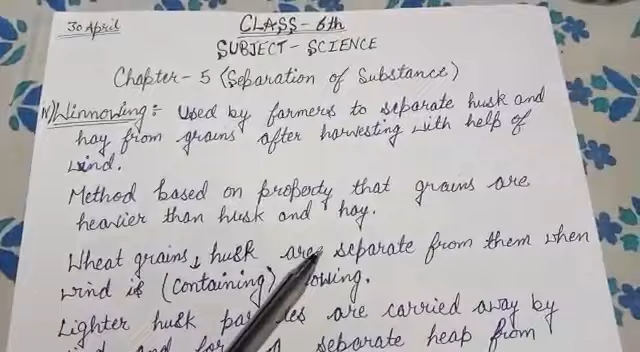 30 April
CLASS- 6th
SUBJECT- SCIENCE
Chapter- 5 (Separation of Substance)
Winnowing:- Used by farmers to separate husk and
hay from grains after harvesting with help of
wind.
Method based on property that grains are
heavier than husk and hay.
Wheat grains, husk are separate from them when
wind is (containing)
Lighter husk are carried away by
and separate heap from